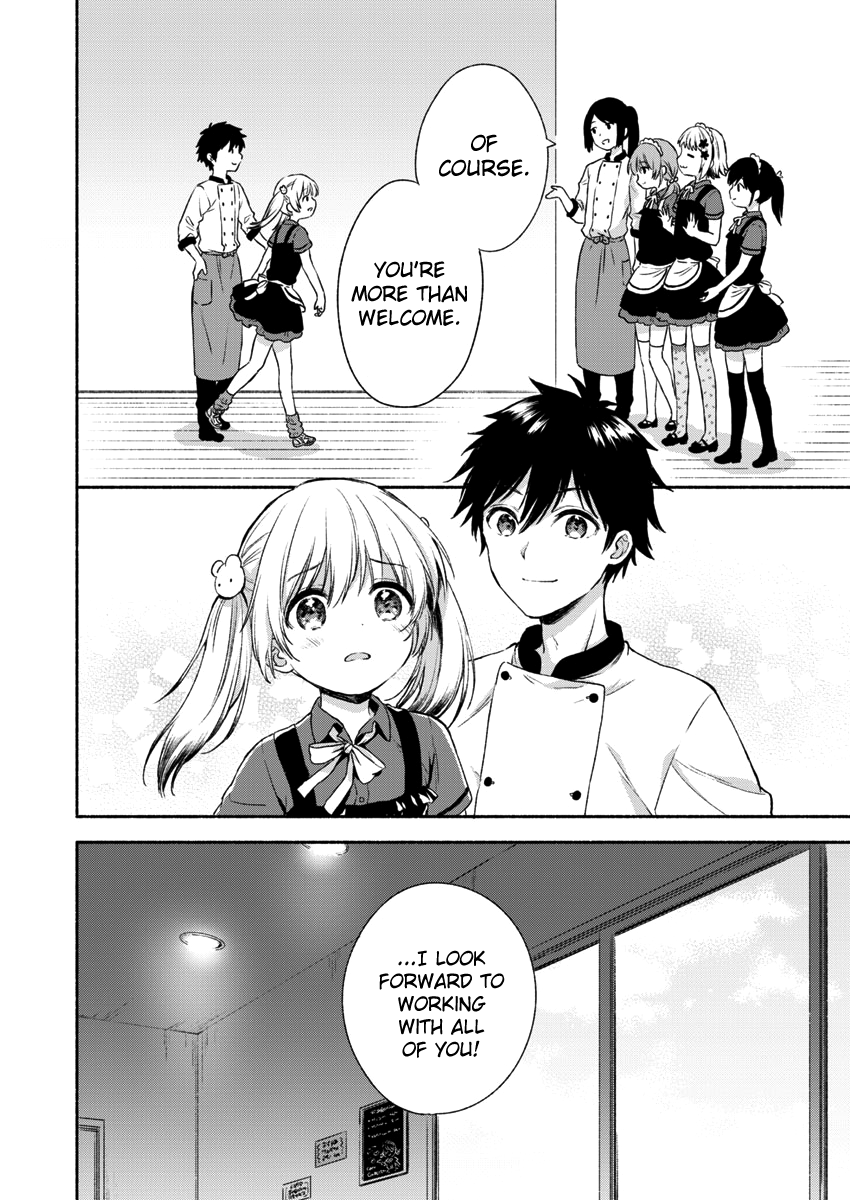 OF
COURSE.
YOU'RE
MORE THAN
WELCOME.
...I LOOK
FORWARD TO
WORKING
WITH ALL
OF YOU!